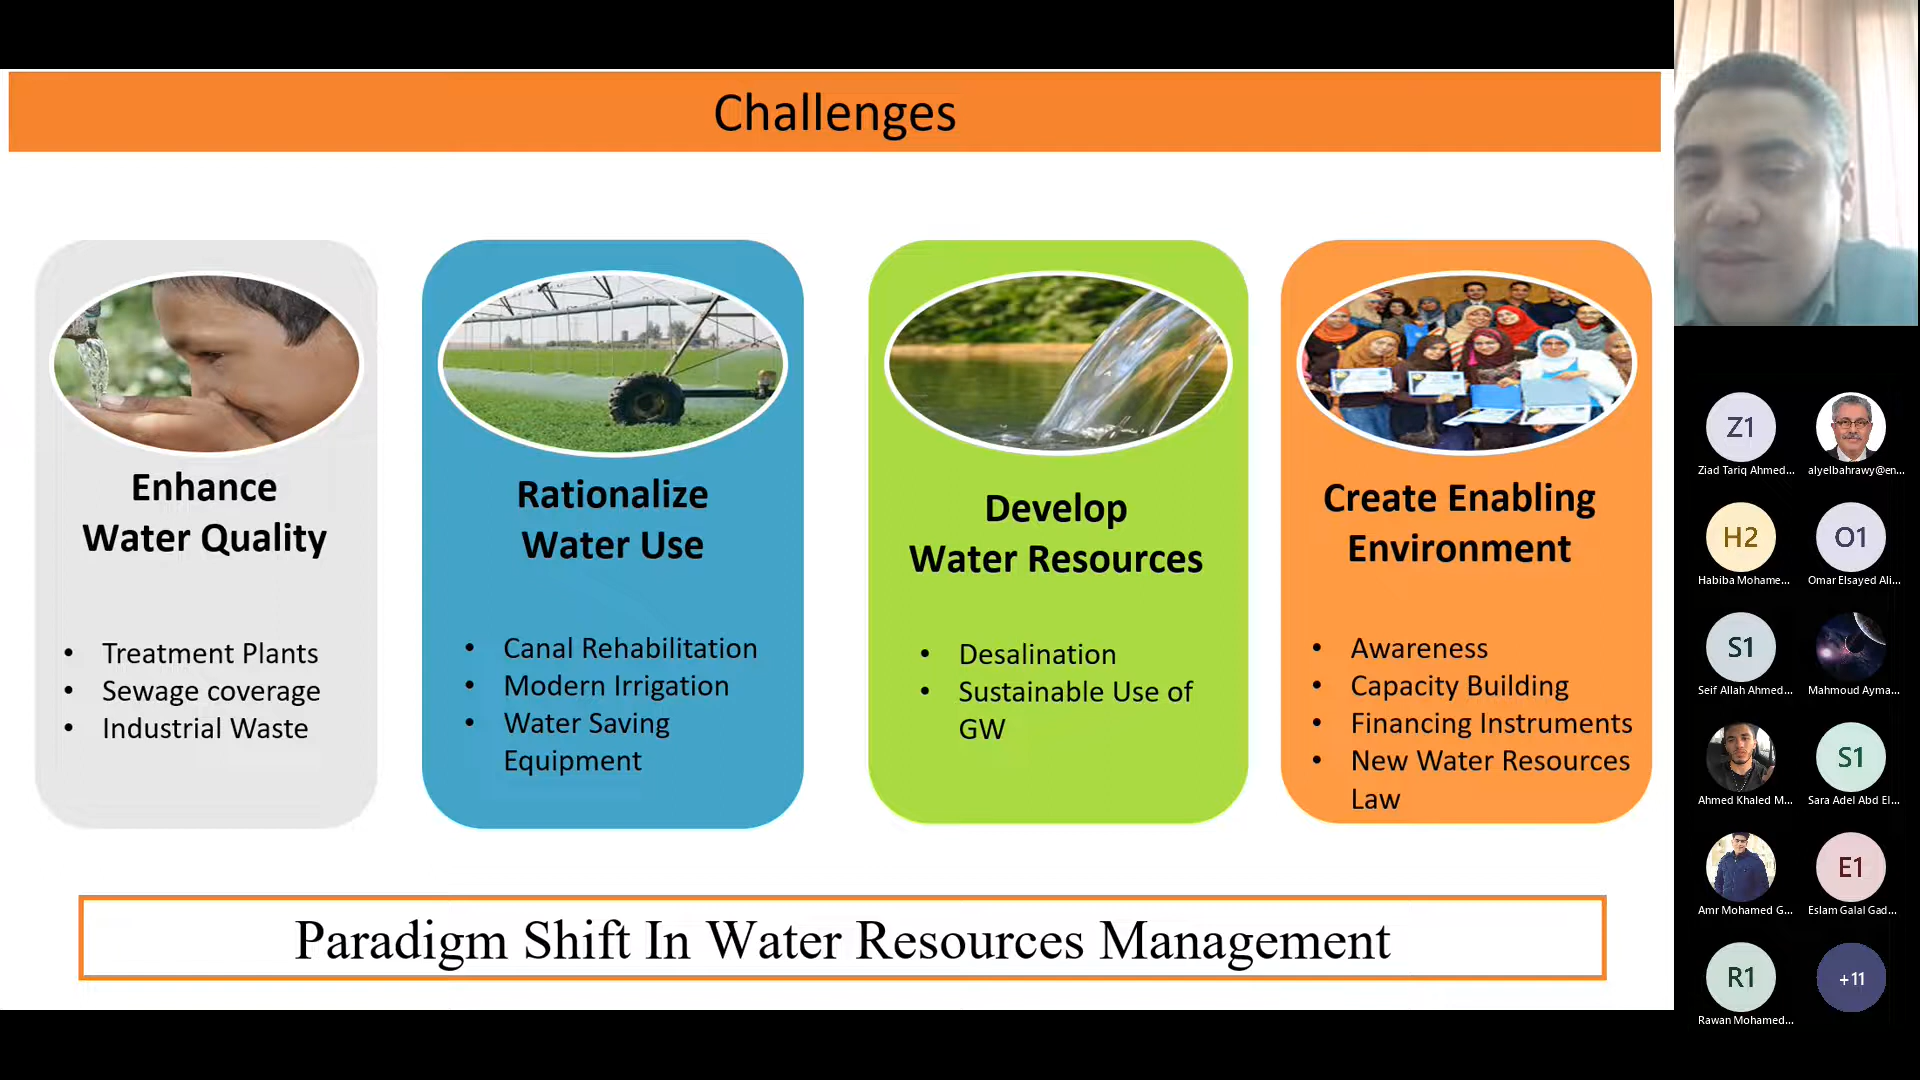 Challenges
Enhance
Water Quality
• Treatment Plants
• Sewage coverage
• Industrial Waste
Rationalize
Water Use
• Canal Rehabilitation
• Modern Irrigation
• Water Saving
Equipment
Develop
Water Resources
• Desalination
• Sustainable Use of
GW
Create Enabling
Environment
• Awareness
• Capacity Building
• Financing Instruments
• New Water Resources
Law
Paradigm Shift In Water Resources Management
Z1
Ziad Tariq Ahmed...
alyelbahrawy@en...
H2
Habiba Mohame...
O1
Omar Elsayed Ali...
S1
Seif Allah Ahmed...
Mahmoud Ayma...
Ahmed Khaled M...
S1
Sara Adel Abd El...
Amr Mohamed G...
E1
Eslam Galal Gad...
R1
Rawan Mohamed...
+11